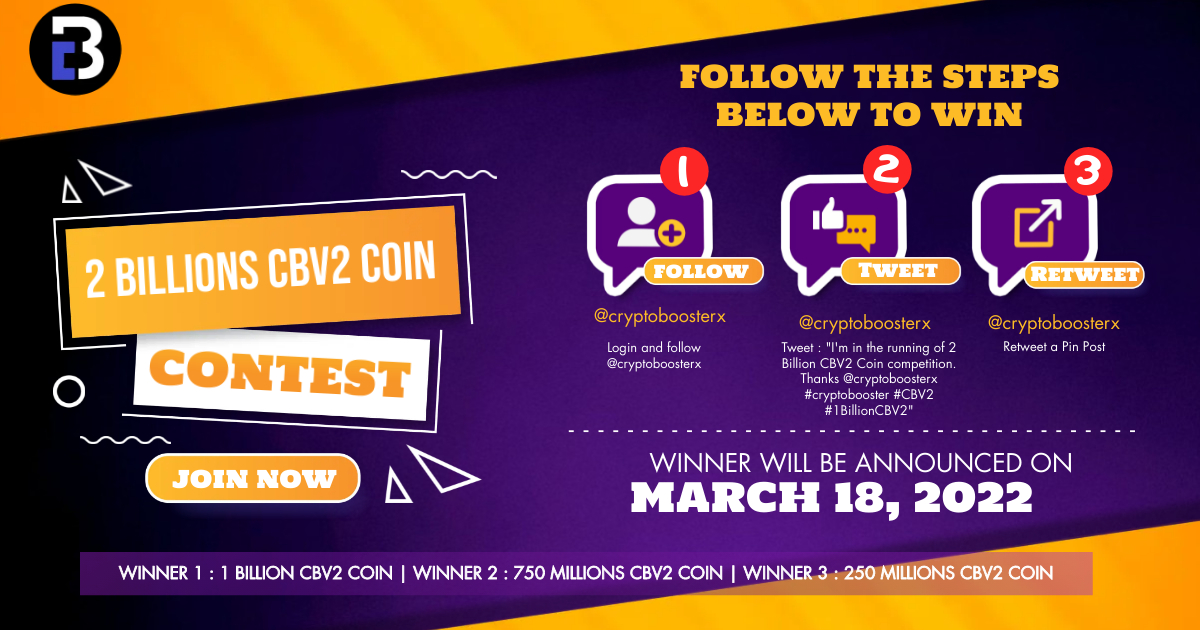 B
2 BILLIONS CBV2 COIN
CONTEST
JOIN NOW
FOLLOW THE STEPS
BELOW TO WIN
1
FOLLOW
@cryptoboosterx
Login and follow
@cryptoboosterx
2
TWEET
@cryptoboosterx
Tweet : "I'm in the running of 2
Billion CBV2 Coin competition.
Thanks @cryptoboosterx
#cryptobooster #CBV2
#1BillionCBV2"
3
RETWEET
@cryptoboosterx
Retweet a Pin Post
WINNER WILL BE ANNOUNCED ON
MARCH 18, 2022
WINNER 1 : 1 BILLION CBV2 COIN | WINNER 2 : 750 MILLIONS CBV2 COIN | WINNER 3 : 250 MILLIONS CBV2 COIN